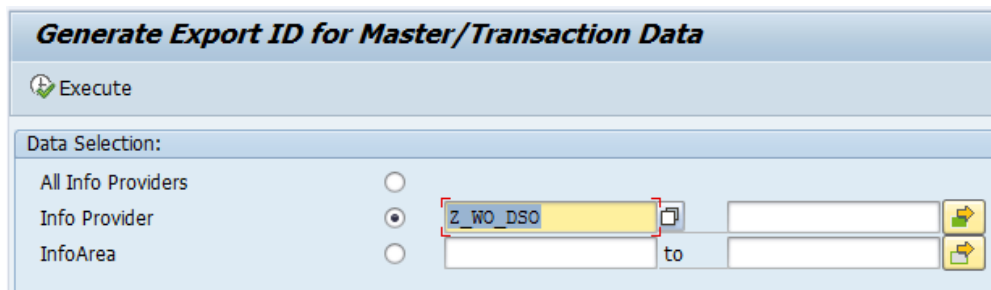 Generate Export ID for Master/Transaction Data
Execute
Data Selection:
All Info Providers
Info Provider Z_WO_DSO
InfoArea to